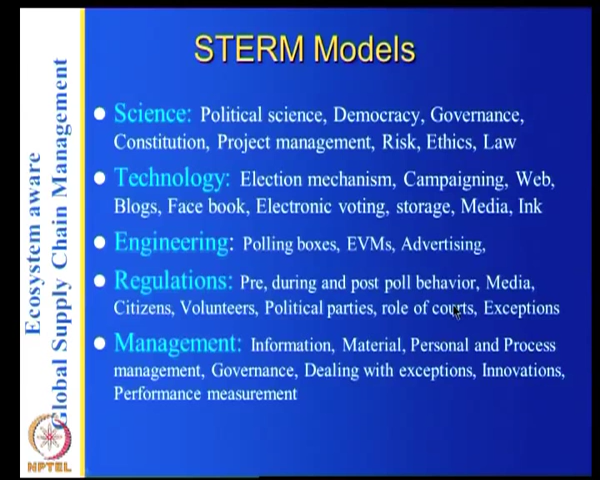 STERM Models
Science: Political science, Democracy, Governance,
Constitution, Project management, Risk, Ethics, Law
Technology: Election mechanism, Campaigning, Web,
Blogs, Face book, Electronic voting, storage, Media, Ink
Engineering: Polling boxes, EVMs, Advertising,
Regulations: Pre, during and post poll behavior, Media,
Citizens, Volunteers, Political parties, role of courts, Exceptions
Management: Information, Material, Personal and Process
management, Governance, Dealing with exceptions, Innovations,
Performance measurement
Ecosystem aware
Global Supply Chain Management
NPTEL